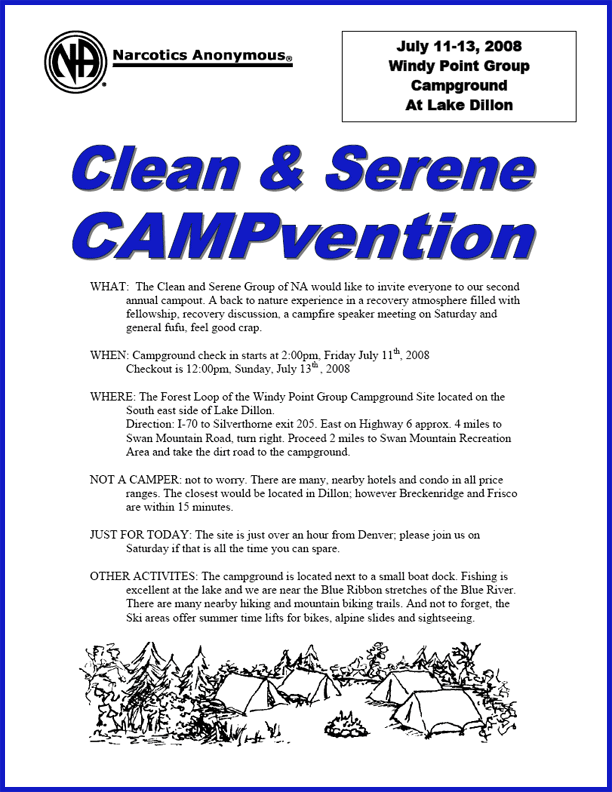 NA
Narcotics Anonymous®
July 11-13, 2008
Windy Point Group
Campground
At Lake Dillon
Clean & Serene
CAMPvention
WHAT: The Clean and Serene Group of NA would like to invite everyone to our second
annual campout. A back to nature experience in a recovery atmosphere filled with
fellowship, recovery discussion, a campfire speaker meeting on Saturday and
general fufu, feel good crap.
WHEN: Campground check in starts at 2:00pm, Friday July 11th, 2008
Checkout is 12:00pm, Sunday, July 13th, 2008
WHERE: The Forest Loop of the Windy Point Group Campground Site located on the
South east side of Lake Dillon.
Direction: I-70 to Silverthorne exit 205. East on Highway 6 approx. 4 miles to
Swan Mountain Road, turn right. Proceed 2 miles to Swan Mountain Recreation
Area and take the dirt road to the campground.
NOT A CAMPER: not to worry. There are many, nearby hotels and condo in all price
ranges. The closest would be located in Dillon; however Breckenridge and Frisco
are within 15 minutes.
JUST FOR TODAY: The site is just over an hour from Denver; please join us on
Saturday if that is all the time you can spare.
OTHER ACTIVITES: The campground is located next to a small boat dock. Fishing is
excellent at the lake and we are near the Blue Ribbon stretches of the Blue River.
There are many nearby hiking and mountain biking trails. And not to forget, the
Ski areas offer summer time lifts for bikes, alpine slides and sightseeing.